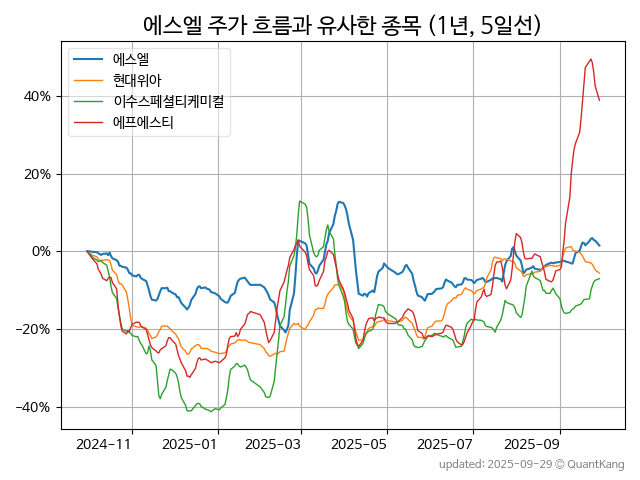 에스엘 주가 흐름과 유사한 종목 (1년, 5일선)
에스엘
현대위아
이수스페셜티케미컬
에프에스티
40%
20%
0%
−20%
−40%
2024−11
2025−01
2025−03
2025−05
2025−07
2025−09
updated: 2025-09-29 © QuantKang